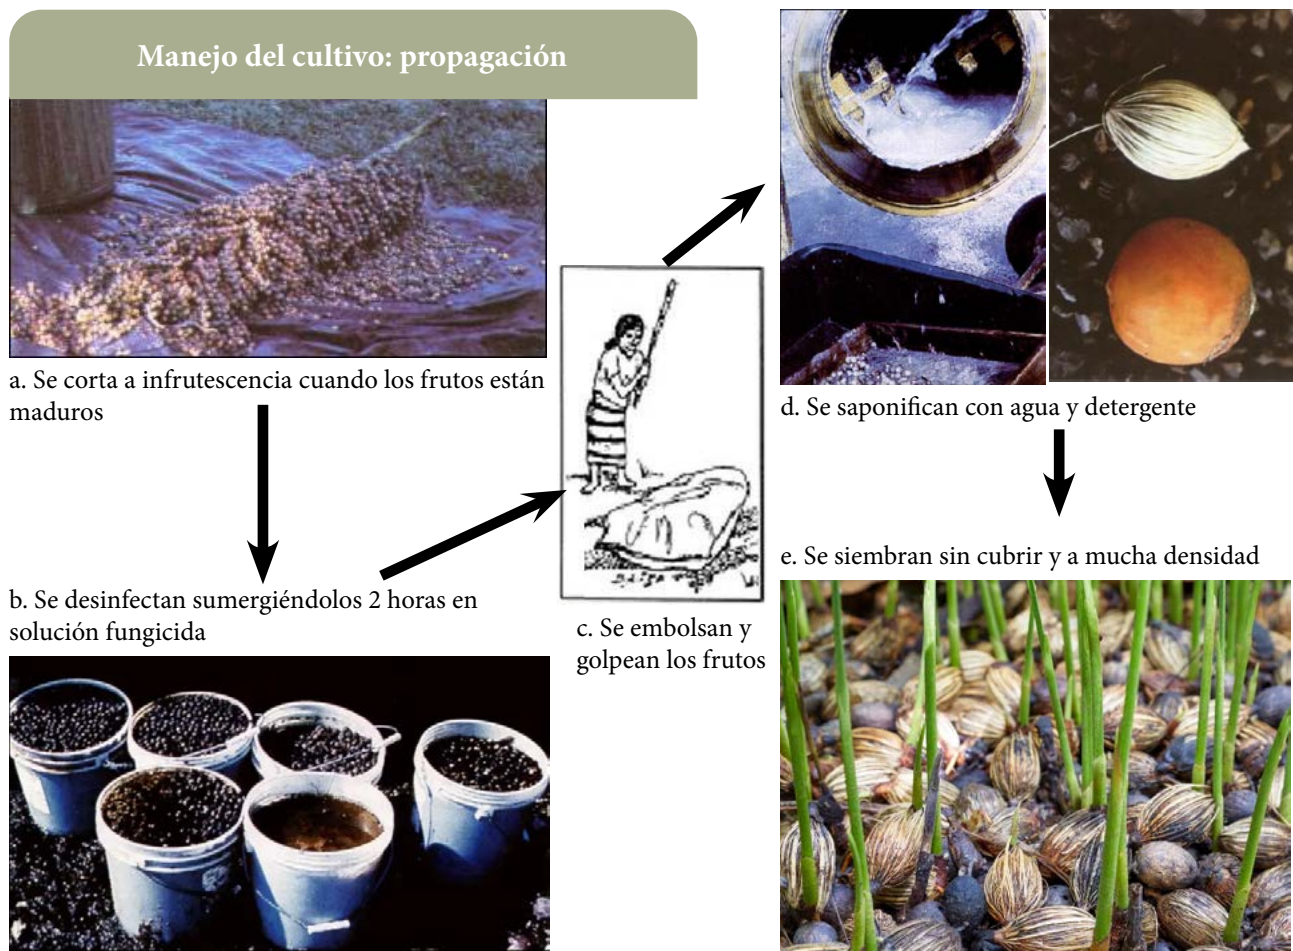 Manejo del cultivo: propagación
a. Se corta a infrutescencia cuando los frutos están
maduros
b. Se desinfectan sumergiéndolos 2 horas en
solución fungicida
c. Se embolsan y
golpean los frutos
d. Se saponifican con agua y detergente
e. Se siembran sin cubrir y a mucha densidad